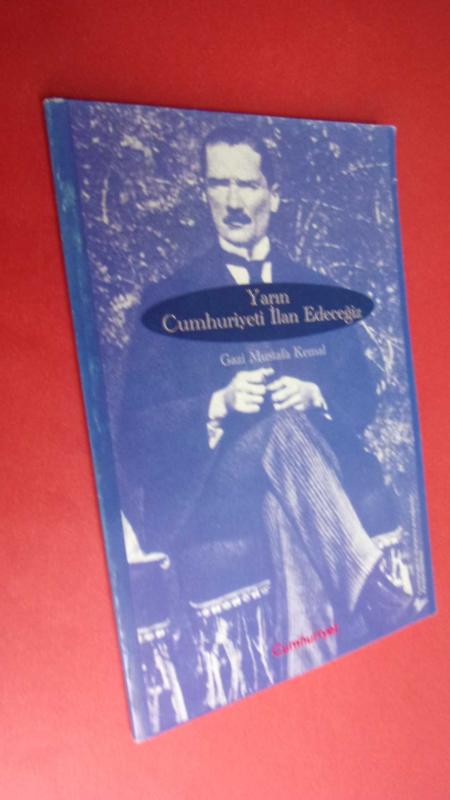 Yarın
Cumhuriyeti İlan Edeceğiz
Gazi Mustafa Kemal
Cumhuriyet